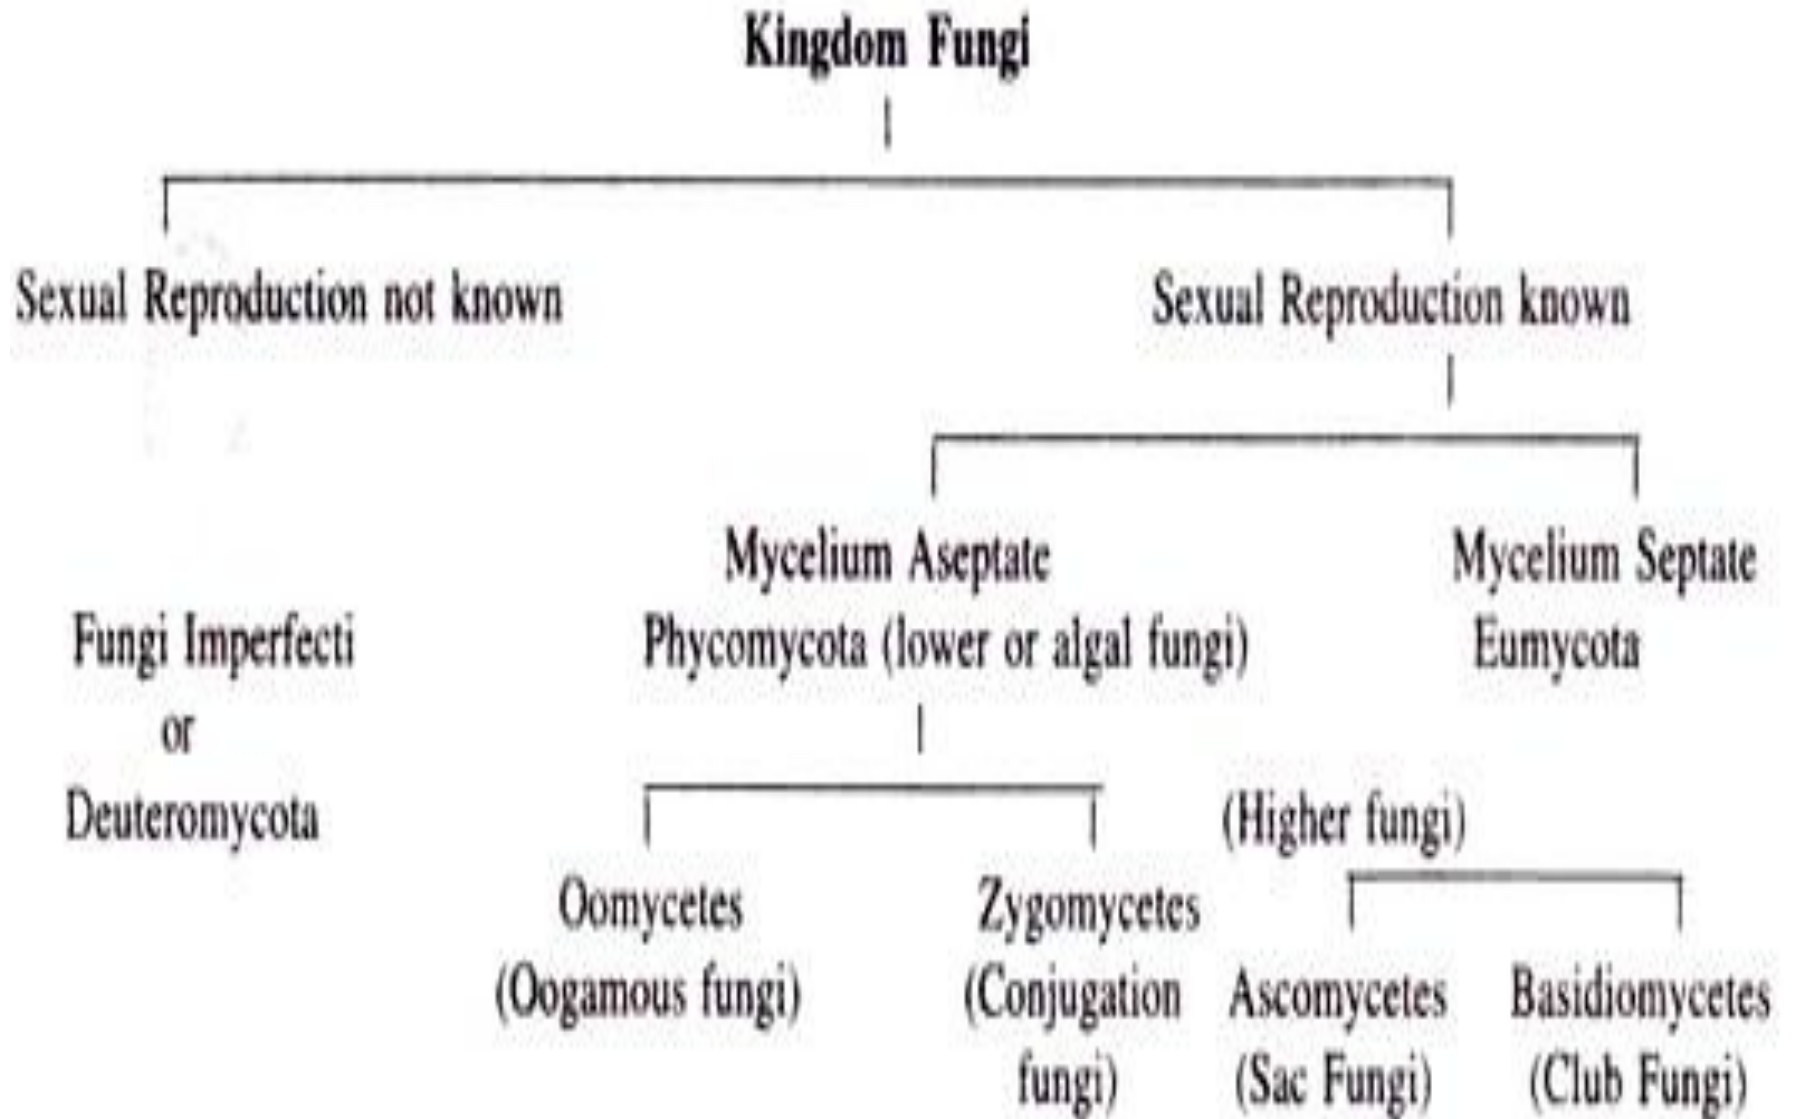 Kingdom Fungi
Sexual Reproduction not known
Sexual Reproduction known
Mycelium Aseptate
Mycelium Septate
Fungi Imperfecti
or
Deuteromycota
Phycomycota (lower or algal fungi)
Eumycota
(Higher fungi)
Oomycetes
(Oogamous fungi)
Zygomycetes
(Conjugation
fungi)
Ascomycetes
(Sac Fungi)
Basidiomycetes
(Club Fungi)